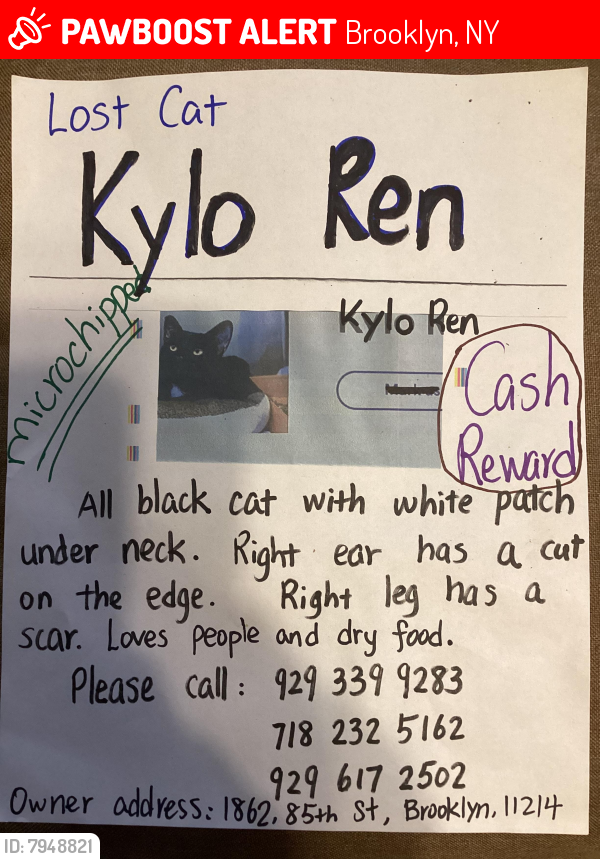 PAWBOOST ALERT Brooklyn, NY
Lost Cat
Kylo Ren
microchipped
Kylo Ren
Cash
Reward
All black cat with white patch
under neck. Right ear has a cut
on the edge. Right leg has a
scar. Loves people and dry food.
Please call: 929 339 9283
718 232 5162
929 617 2502
Owner address: 1862, 85th St, Brooklyn, 11214
ID: 7948821